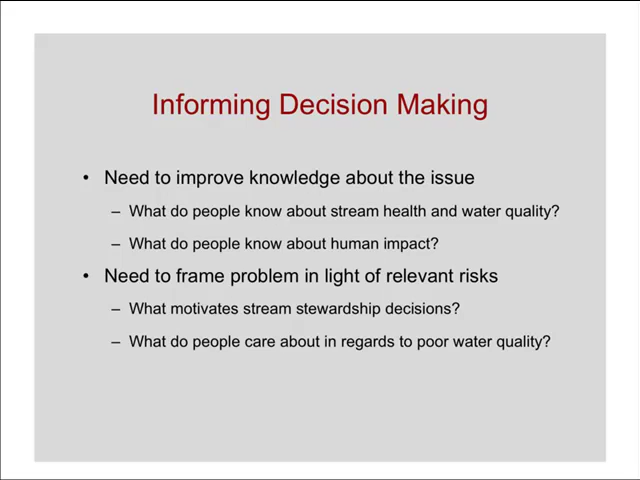 Informing Decision Making
• Need to improve knowledge about the issue
– What do people know about stream health and water quality?
– What do people know about human impact?
• Need to frame problem in light of relevant risks
– What motivates stream stewardship decisions?
– What do people care about in regards to poor water quality?